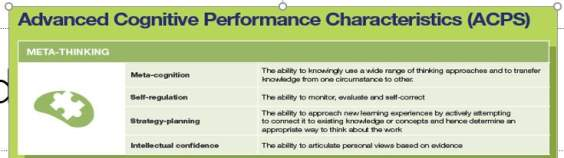 Advanced Cognitive Performance Characteristics (ACPS)
META-THINKING
Meta-cognition
The ability to knowingly use a wide range of thinking approaches and to transfer
knowledge from one circumstance to other.
Self-regulation
The ability to monitor, evaluate and self-correct
Strategy-planning
The ability to approach new learning experiences by actively attempting
to connect it to existing knowledge or concepts and hence determine an
appropriate way to think about the work
Intellectual confidence
The ability to articulate personal views based on evidence